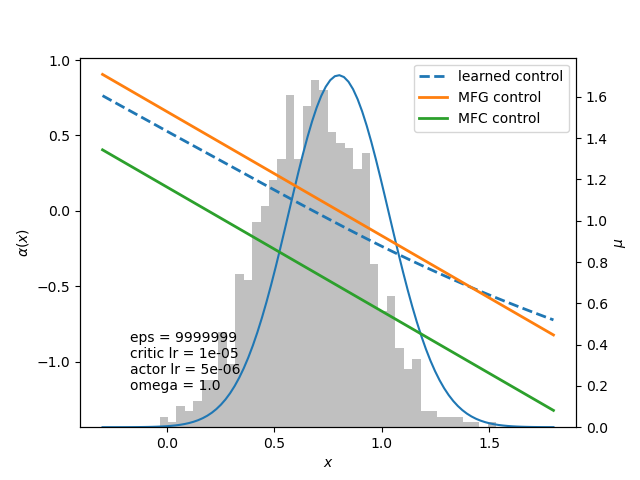 learned control
MFG control
MFC control
1.0
0.5
0.0
−0.5
−1.0
α(x)
eps = 9999999
critic lr = 1e-05
actor lr = 5e-06
omega = 1.0
1.6
1.4
1.2
1.0
0.8
0.6
0.4
0.2
0.0
μ
0.0 0.5 1.0 1.5
x